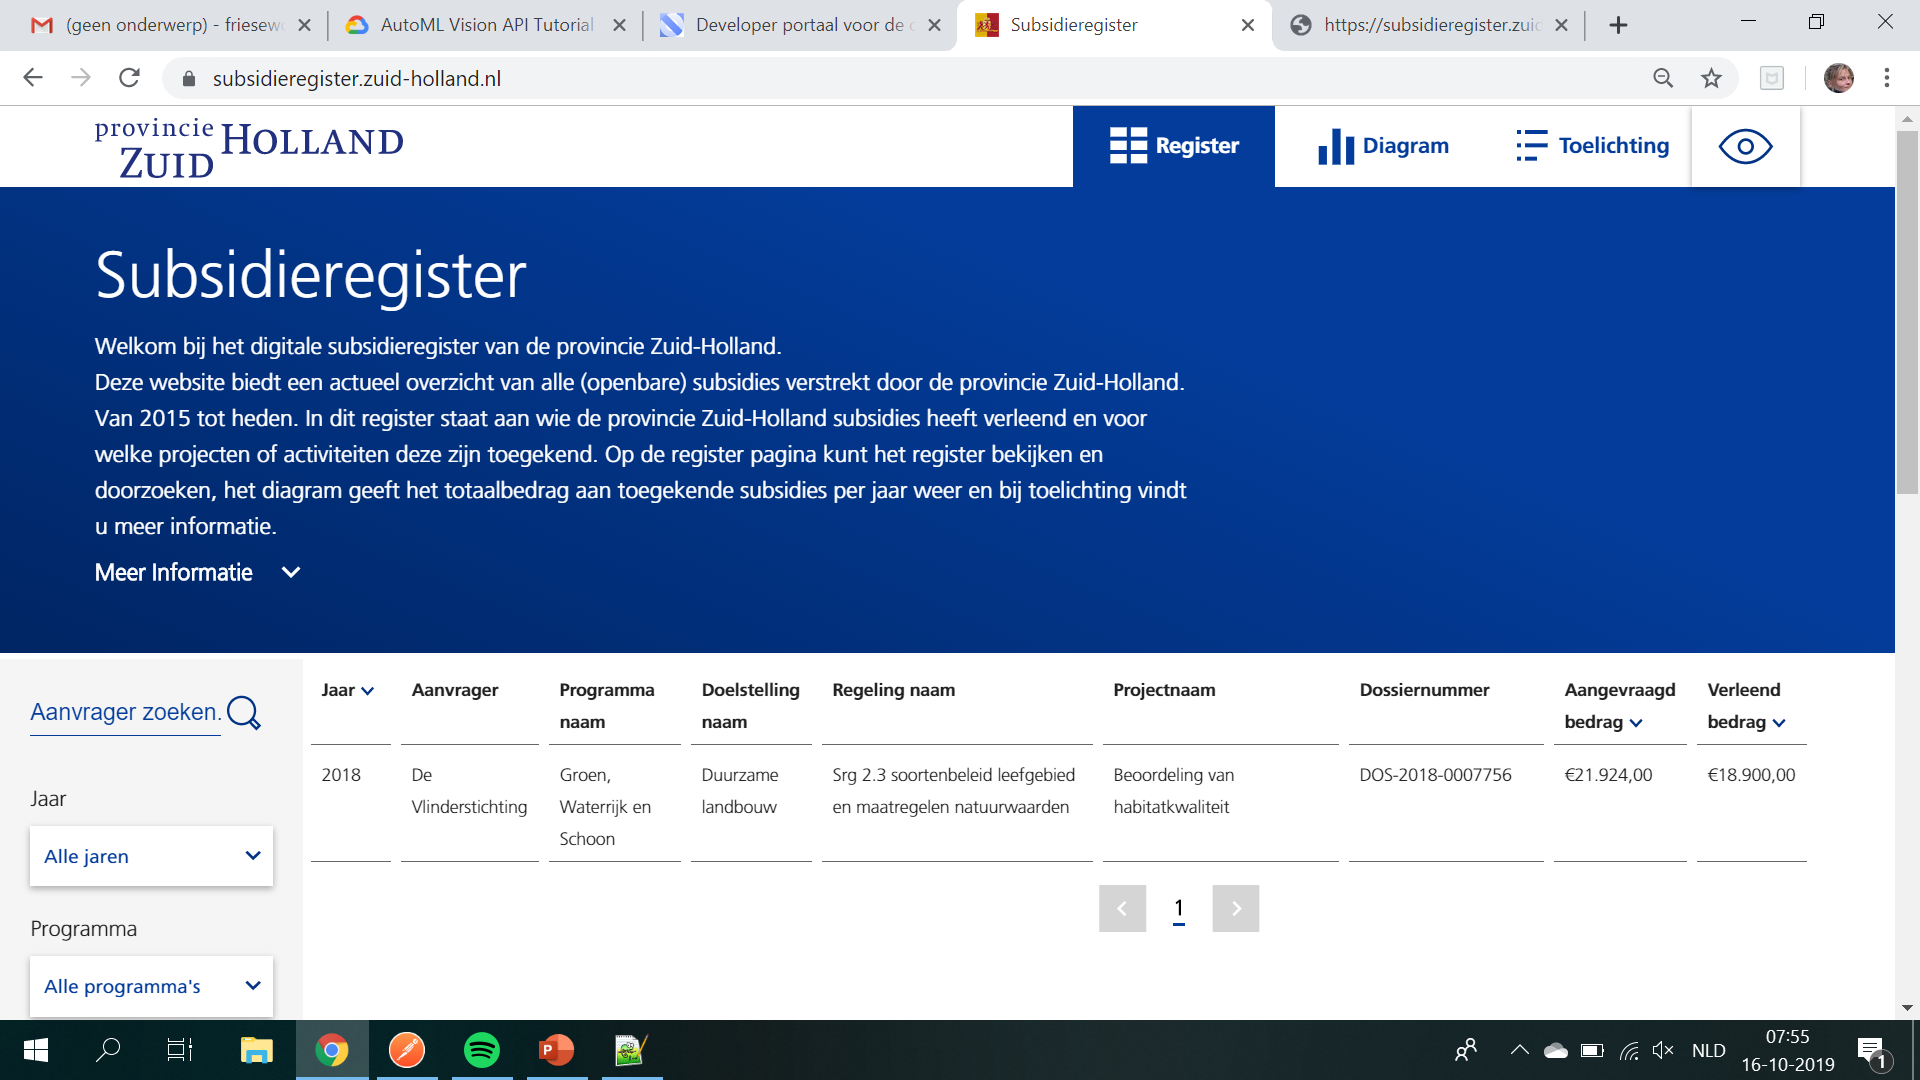 (geen onderwerp) - friesew
AutoML Vision API Tutorial
Developer portaal voor de
Subsidieregister
https://subsidieregister.zuid
subsidieregister.zuid-holland.nl
provincie HOLLAND
ZUID
Register
Diagram
Toelichting
Subsidieregister
Welkom bij het digitale subsidieregister van de provincie Zuid-Holland.
Deze website biedt een actueel overzicht van alle (openbare) subsidies verstrekt door de provincie Zuid-Holland.
Van 2015 tot heden. In dit register staat aan wie de provincie Zuid-Holland subsidies heeft verleend en voor
welke projecten of activiteiten deze zijn toegekend. Op de register pagina kunt het register bekijken en
doorzoeken, het diagram geeft het totaalbedrag aan toegekende subsidies per jaar weer en bij toelichting vindt
u meer informatie.
Meer Informatie
Aanvrager zoeken.
Jaar
Alle jaren
Programma
Alle programma's
Jaar
Aanvrager
Programma
naam
Doelstelling
naam
Regeling naam
Projectnaam
Dossiernummer
Aangevraagd
bedrag
Verleend
bedrag
2018
De
Vlinderstichting
Groen,
Waterrijk en
Schoon
Duurzame
landbouw
Srg 2.3 soortenbeleid leefgebied
en maatregelen natuurwaarden
Beoordeling van
habitatkwaliteit
DOS-2018-0007756
€21.924,00
€18.900,00
1
NLD
07:55
16-10-2019
1